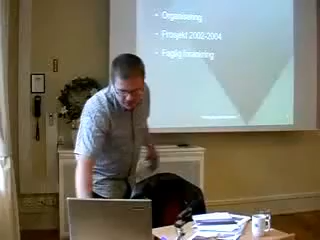 - Organisering
- Prosjekt 2002-2004
- Faglig forankring